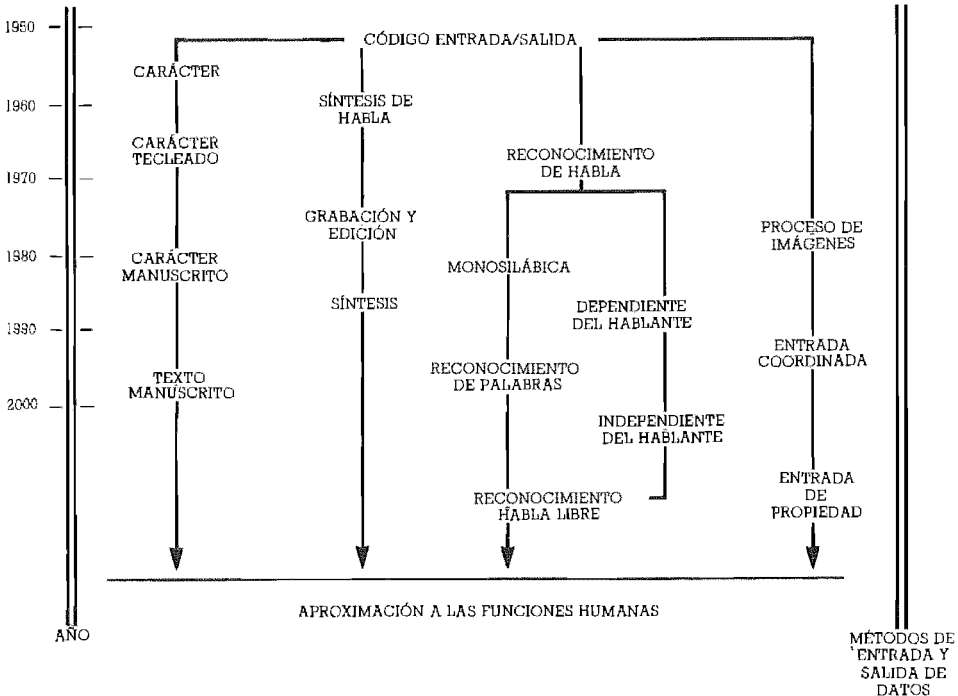 1950
CÓDIGO ENTRADA/SALIDA
CARÁCTER
1960
SÍNTESIS DE
HABLA
CARÁCTER
TECLEADO
RECONOCIMIENTO
DE HABLA
1970
GRABACIÓN Y
EDICIÓN
PROCESO DE
IMÁGENES
1980
CARÁCTER
MANUSCRITO
MONOSILÁBICA
SÍNTESIS
DEPENDIENTE
DEL HABLANTE
1990
ENTRADA
COORDINADA
RECONOCIMIENTO
DE PALABRAS
TEXTO
MANUSCRITO
2000
INDEPENDIENTE
DEL HABLANTE
ENTRADA
DE
PROPIEDAD
RECONOCIMIENTO
HABLA LIBRE
APROXIMACIÓN A LAS FUNCIONES HUMANAS
AÑO
MÉTODOS DE
ENTRADA Y
SALIDA DE
DATOS